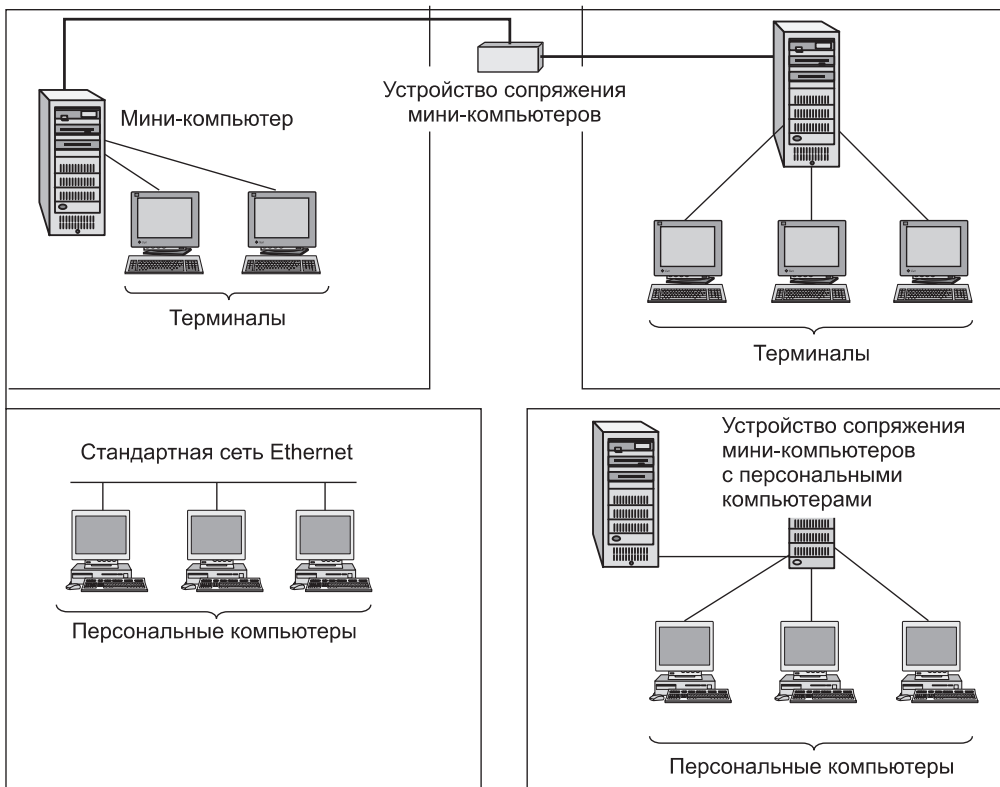 Устройство сопряжения
мини-компьютеров
Мини-компьютер
Терминалы
Терминалы
Стандартная сеть Ethernet
Персональные компьютеры
Устройство сопряжения
мини-компьютеров
с персональными
компьютерами
Персональные компьютеры